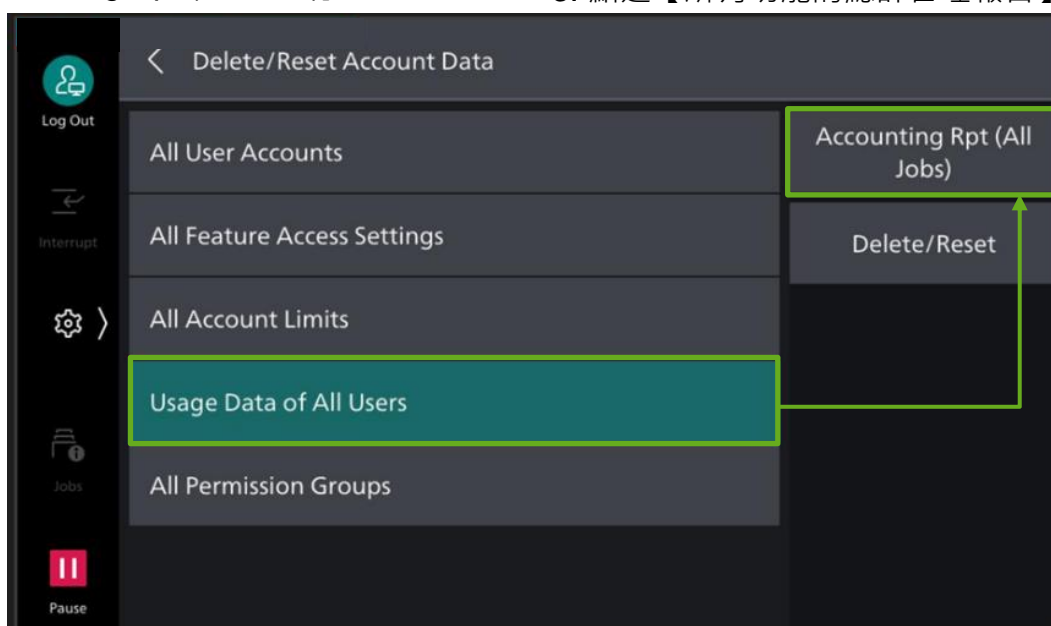 Delete/Reset Account Data
Log Out
All User Accounts
Accounting Rpt (All
Jobs)
Interrupt
All Feature Access Settings
Delete/Reset
All Account Limits
Usage Data of All Users
Jobs
All Permission Groups
Pause